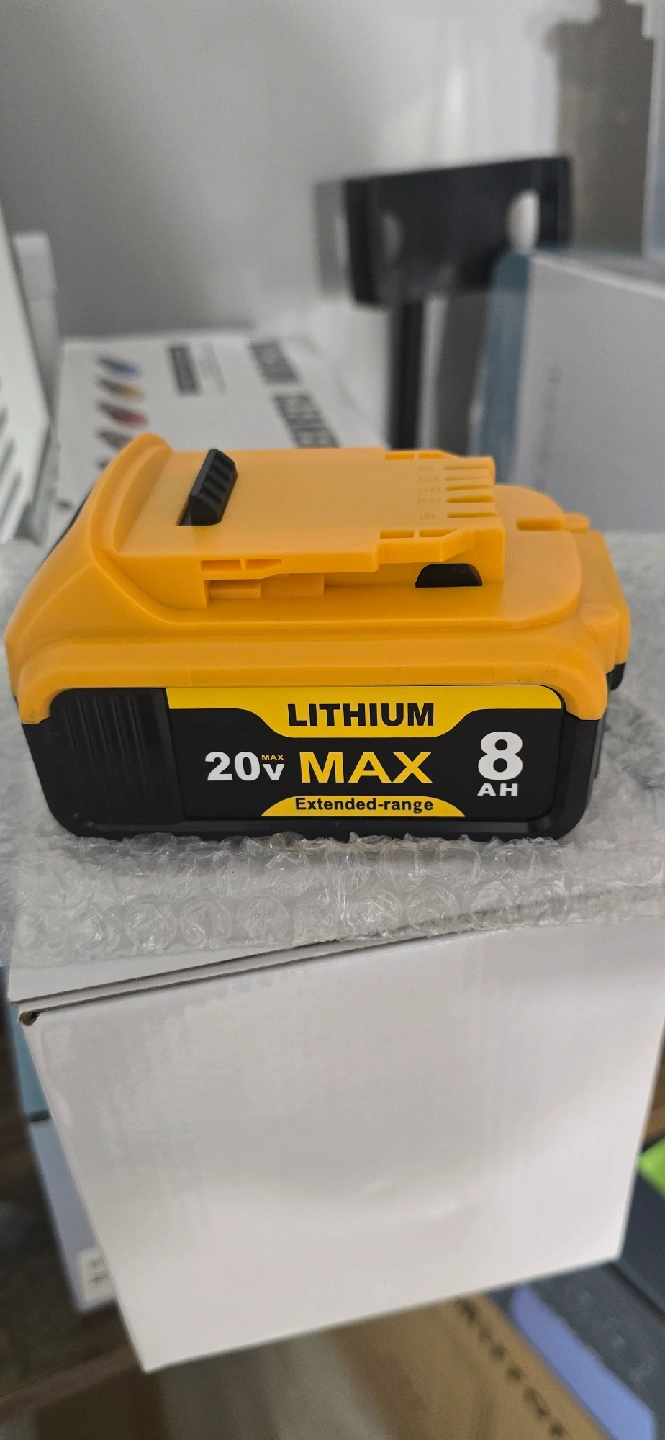 LITHIUM
20v MAX MAX 8
AH
Extended-range